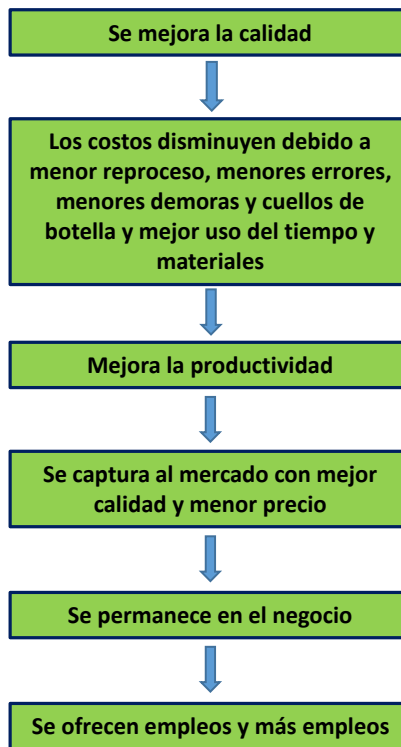 Se mejora la calidad
Los costos disminuyen debido a
menor reproceso, menores errores,
menores demoras y cuellos de
botella y mejor uso del tiempo y
materiales
Mejora la productividad
Se captura al mercado con mejor
calidad y menor precio
Se permanece en el negocio
Se ofrecen empleos y más empleos